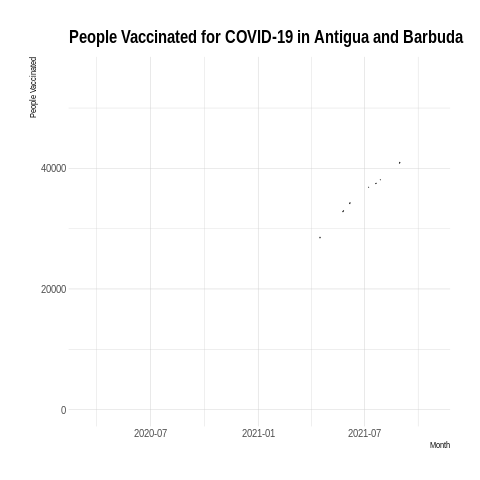 People Vaccinated for COVID-19 in Antigua and Barbuda
People Vaccinated
40000
20000
0
2020-07 2021-01 2021-07
Month